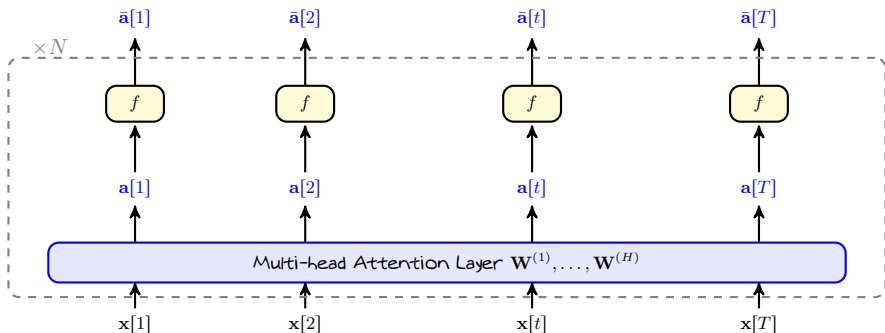 ā[1] ā[2] ā[t] ā[T]
×N
f f f f
a[1] a[2] a[t] a[T]
Multi-head Attention Layer W⁽¹⁾, . . . , W⁽ᴴ⁾
x[1] x[2] x[t] x[T]